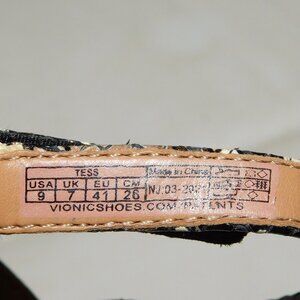 TESS
USA UK EU CM
9 7 41 26
Made in China
VIONICSHOES.COM/PATENTS